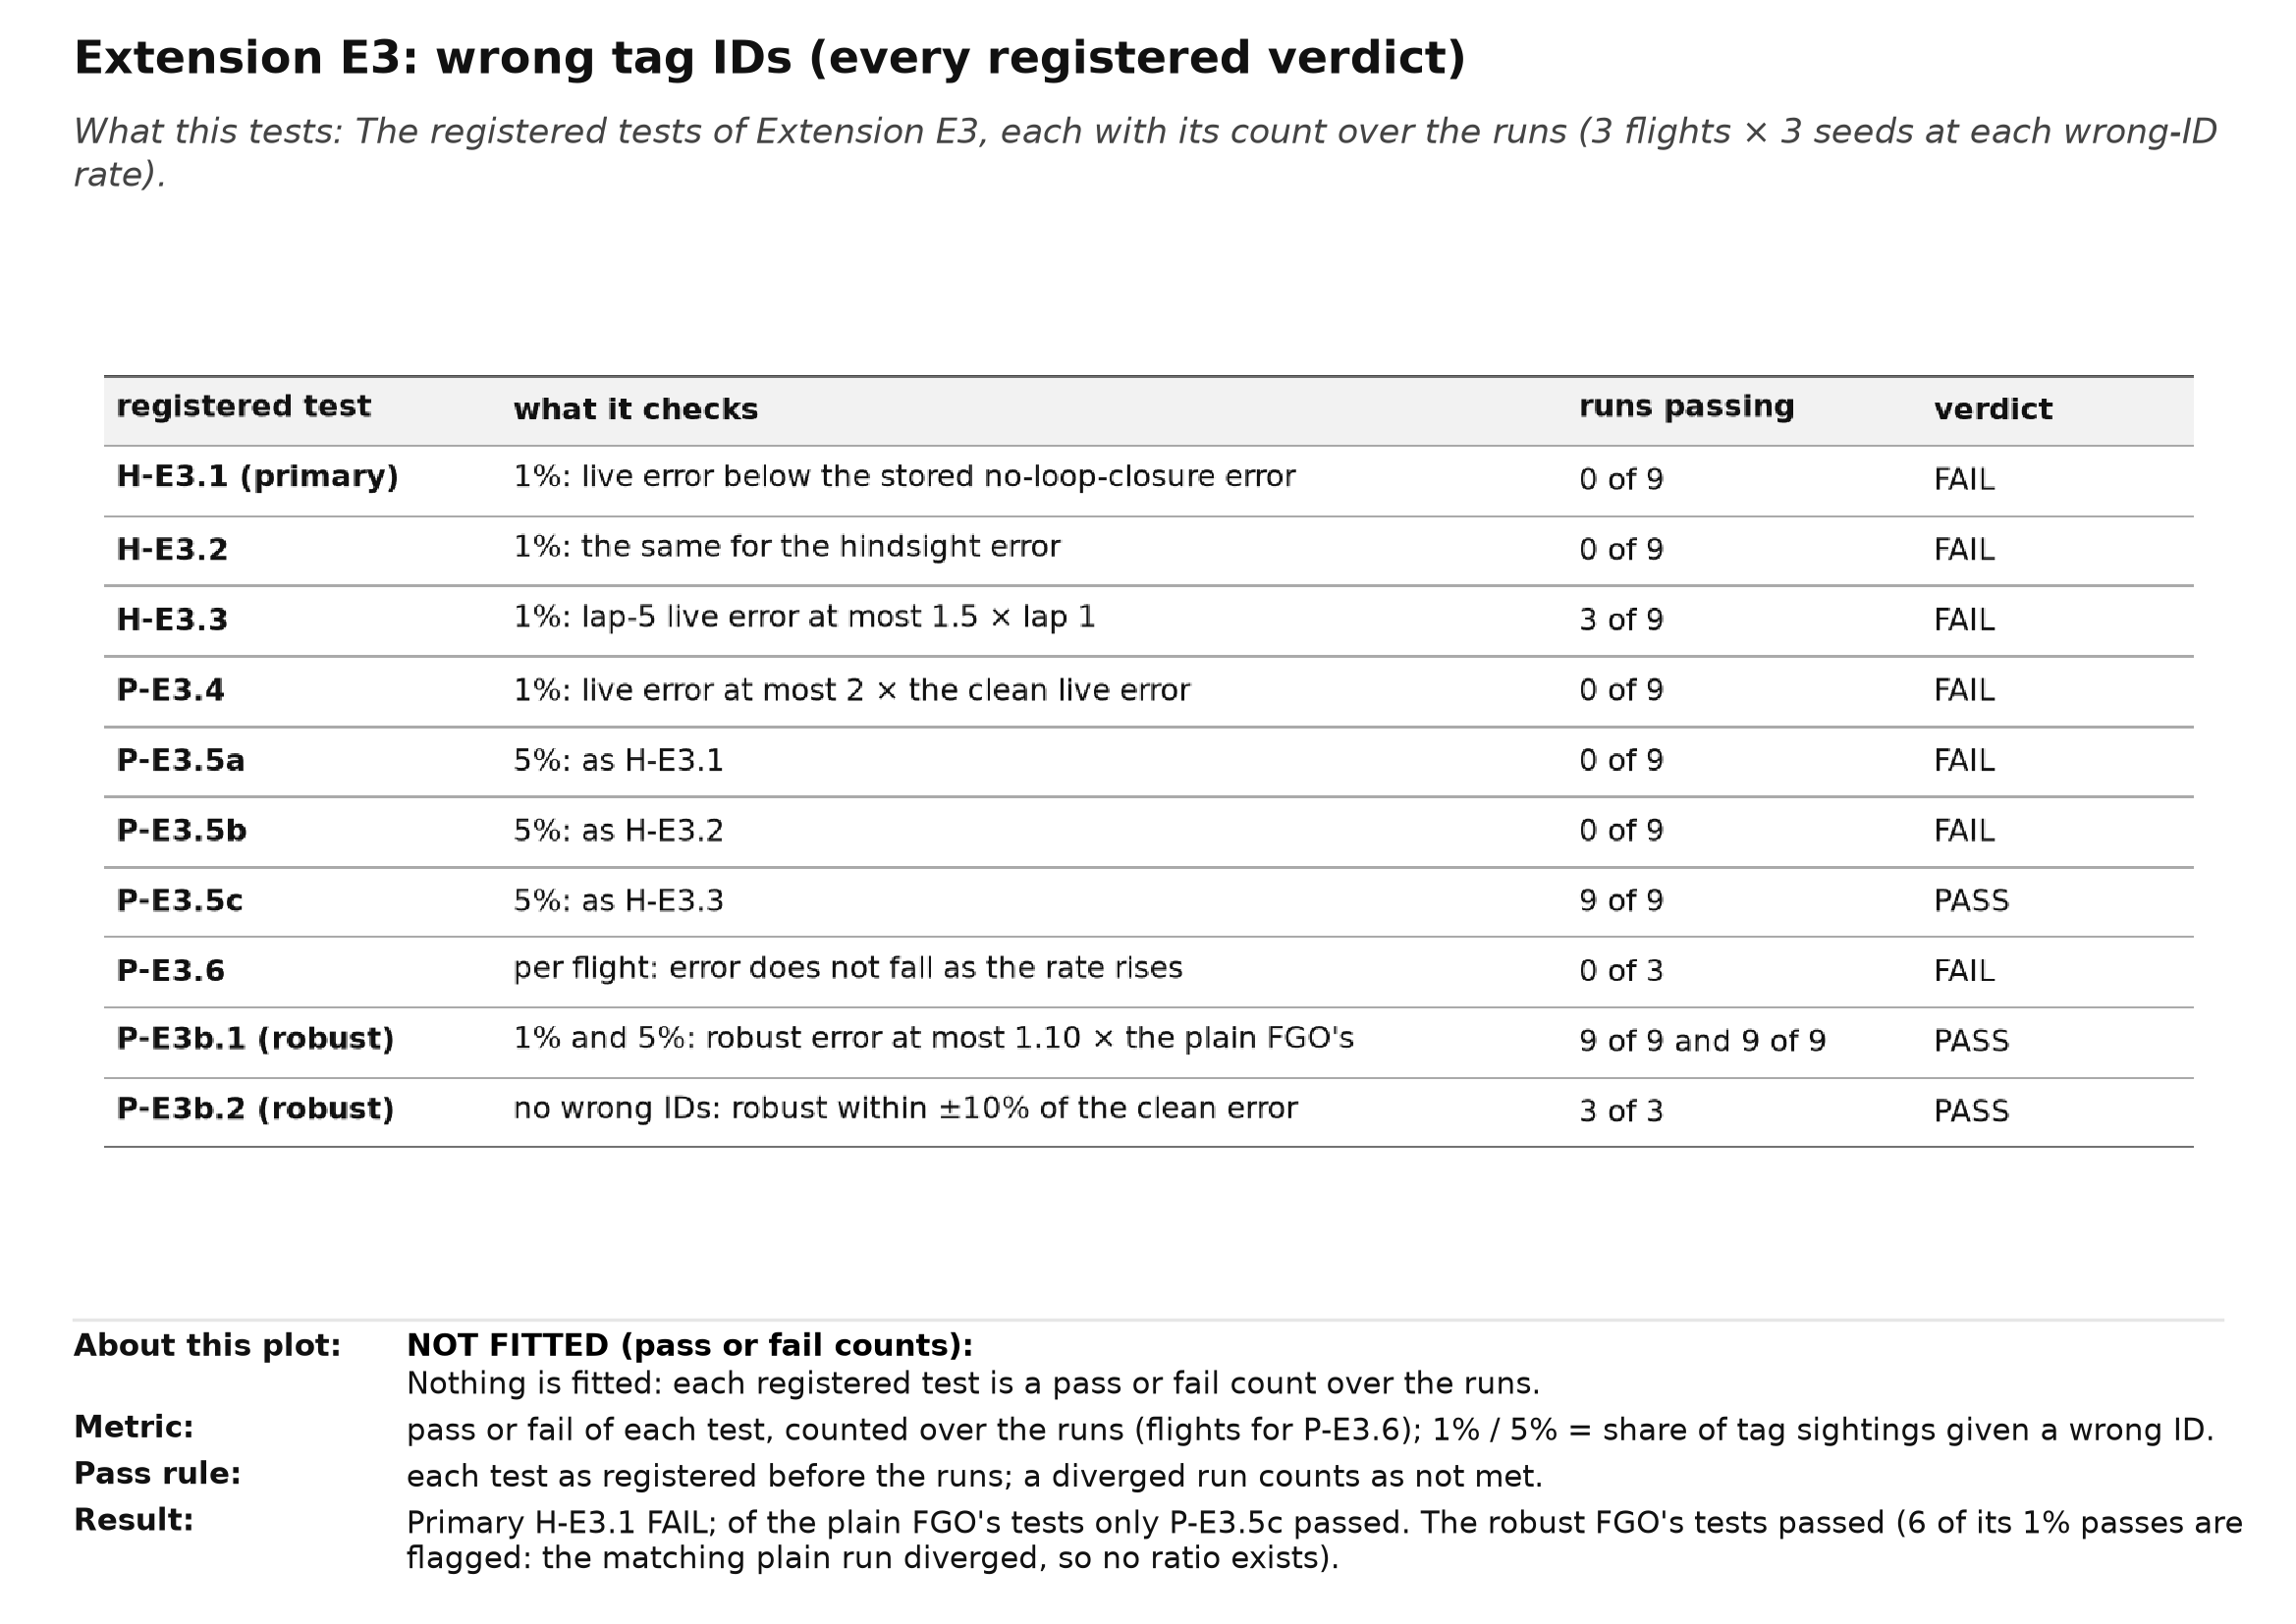 Extension E3: wrong tag IDs (every registered verdict)
What this tests: The registered tests of Extension E3, each with its count over the runs (3 flights × 3 seeds at each wrong-ID
rate).
registered test what it checks runs passing verdict
H-E3.1 (primary) 1%: live error below the stored no-loop-closure error 0 of 9 FAIL
H-E3.2 1%: the same for the hindsight error 0 of 9 FAIL
H-E3.3 1%: lap-5 live error at most 1.5 × lap 1 3 of 9 FAIL
P-E3.4 1%: live error at most 2 × the clean live error 0 of 9 FAIL
P-E3.5a 5%: as H-E3.1 0 of 9 FAIL
P-E3.5b 5%: as H-E3.2 0 of 9 FAIL
P-E3.5c 5%: as H-E3.3 9 of 9 PASS
P-E3.6 per flight: error does not fall as the rate rises 0 of 3 FAIL
P-E3b.1 (robust) 1% and 5%: robust error at most 1.10 × the plain FGO's 9 of 9 and 9 of 9 PASS
P-E3b.2 (robust) no wrong IDs: robust within ±10% of the clean error 3 of 3 PASS
About this plot: NOT FITTED (pass or fail counts):
Nothing is fitted: each registered test is a pass or fail count over the runs.
Metric: pass or fail of each test, counted over the runs (flights for P-E3.6); 1% / 5% = share of tag sightings given a wrong ID.
Pass rule: each test as registered before the runs; a diverged run counts as not met.
Result: Primary H-E3.1 FAIL; of the plain FGO's tests only P-E3.5c passed. The robust FGO's tests passed (6 of its 1% passes are
flagged: the matching plain run diverged, so no ratio exists).